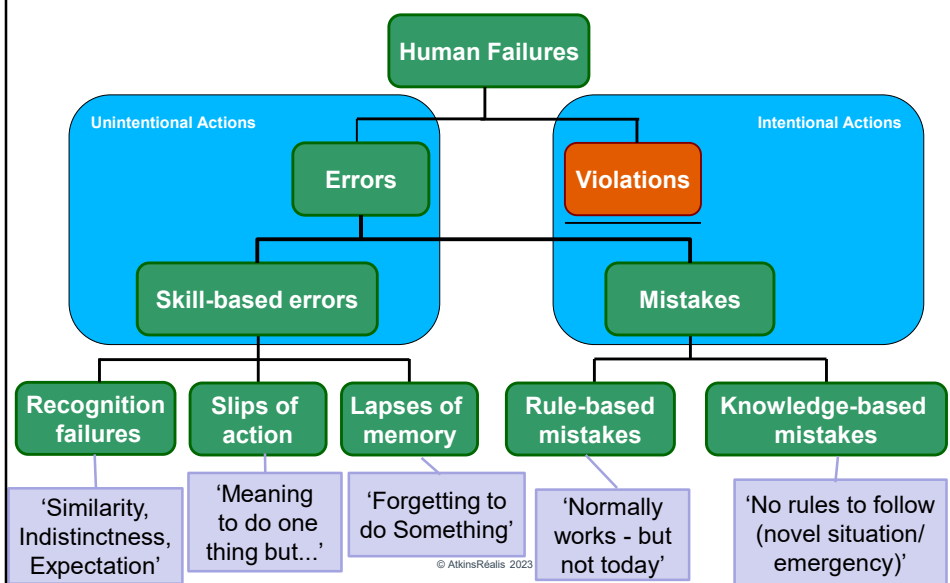 Human Failures
Unintentional Actions
Intentional Actions
Errors
Violations
Skill-based errors
Mistakes
Recognition
failures
Slips of
action
Lapses of
memory
Rule-based
mistakes
Knowledge-based
mistakes
‘Similarity,
Indistinctness,
Expectation’
‘Meaning
to do one
thing but...’
‘Forgetting to
do Something’
‘Normally
works - but
not today’
‘No rules to follow
(novel situation/
emergency)’
© AtkinsRéalis 2023